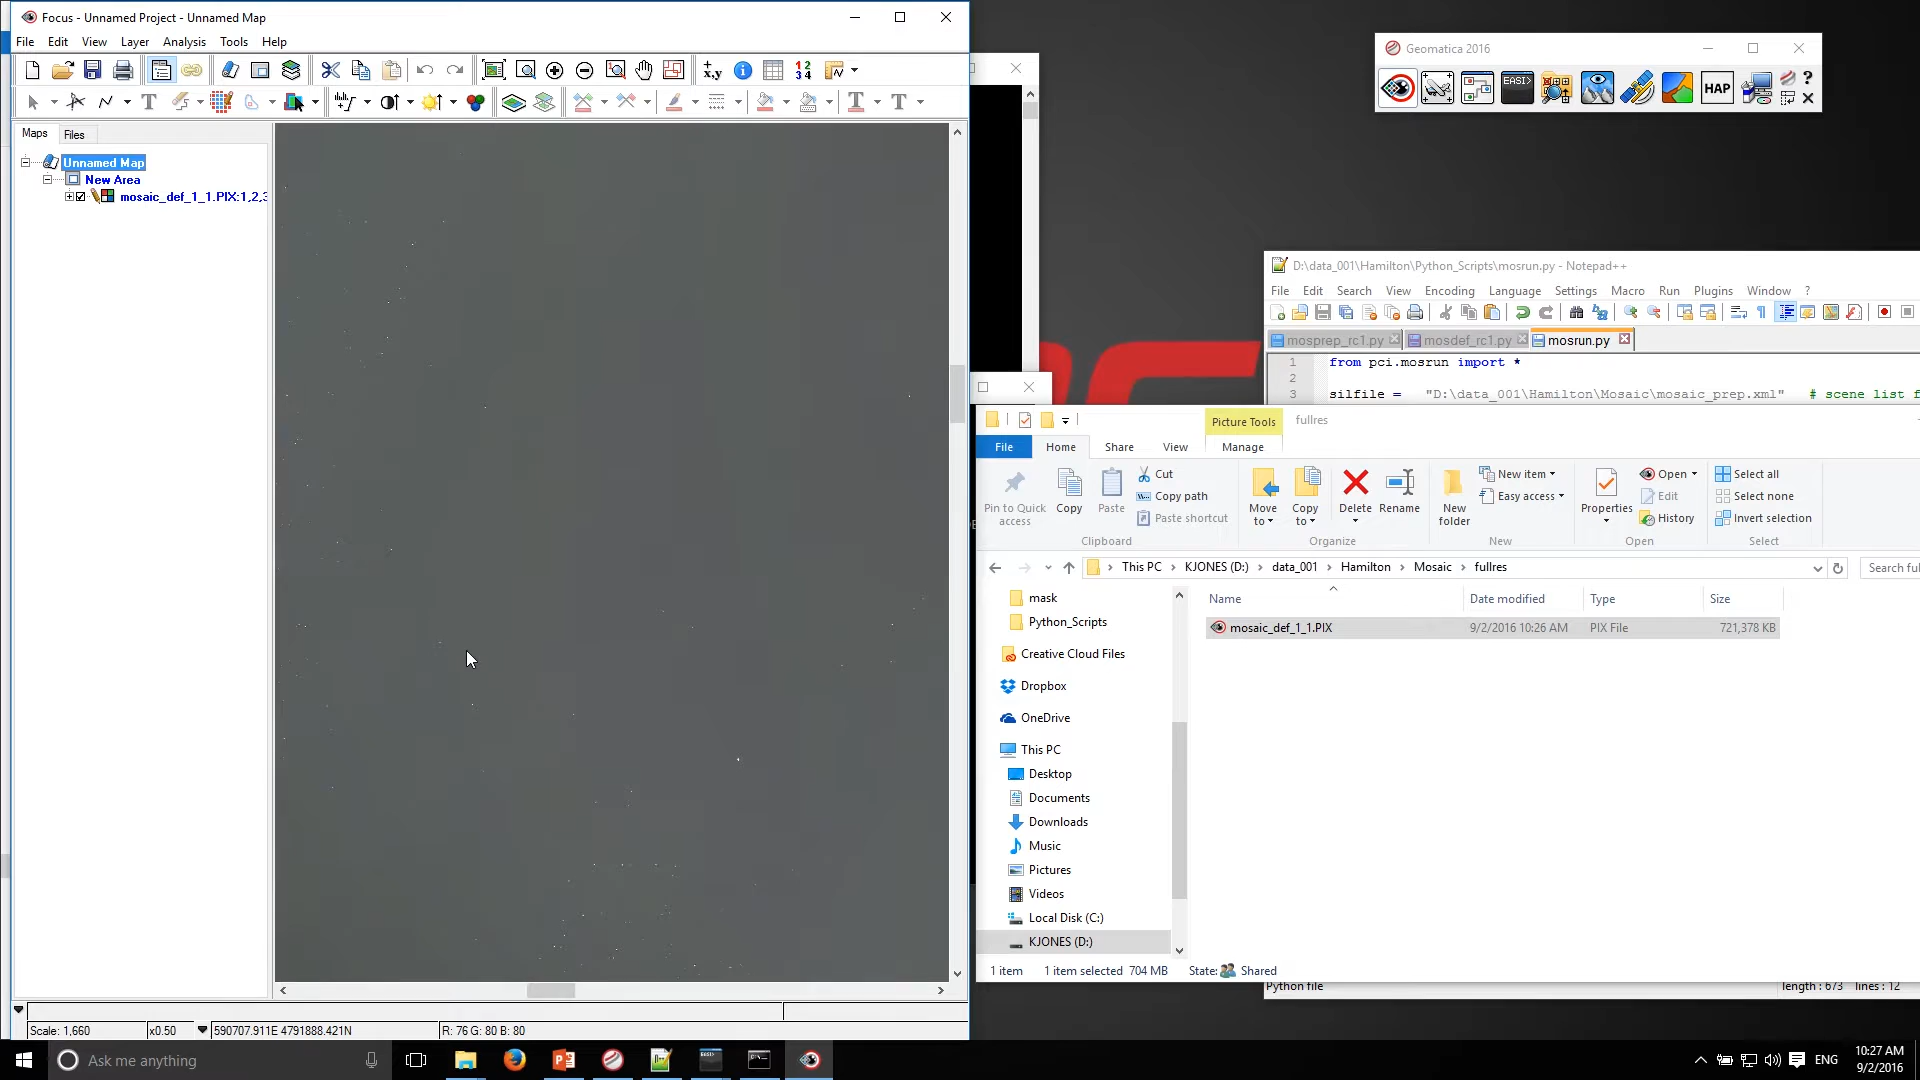 Focus - Unnamed Project - Unnamed Map
File Edit View Layer Analysis Tools Help
Maps Files
Unnamed Map
New Area
mosaic_def_1_1.PIX:1,2,3
Scale: 1,660 x0.50 590707.911E 4791888.421N R: 76 G: 80 B: 80
Geomatica 2016
EASI> HAP ?
D:\data_001\Hamilton\Python_Scripts\mosrun.py - Notepad++
File Edit Search View Encoding Language Settings Macro Run Plugins Window ?
mosprep_rc1.py mosdef_rc1.py mosrun.py
1 from pci.mosrun import *
2
3 silfile = "D:\data_001\Hamilton\Mosaic\mosaic_prep.xml" # scene list f
Picture Tools fullres
File Home Share View Manage
Pin to Quick access
Copy
Paste
Cut
Copy path
Paste shortcut
Move to
Copy to
Delete
Rename
New folder
New item
Easy access
Properties
Open
Edit
History
Select all
Select none
Invert selection
Clipboard Organize New Open Select
This PC > KJONES (D:) > data_001 > Hamilton > Mosaic > fullres
Search ful
Name Date modified Type Size
mosaic_def_1_1.PIX 9/2/2016 10:26 AM PIX File 721,378 KB
mask
Python_Scripts
Creative Cloud Files
Dropbox
OneDrive
This PC
Desktop
Documents
Downloads
Music
Pictures
Videos
Local Disk (C:)
KJONES (D:)
1 item 1 item selected 704 MB State: Shared
Python file length : 673 lines : 12
Ask me anything
ENG
10:27 AM
9/2/2016